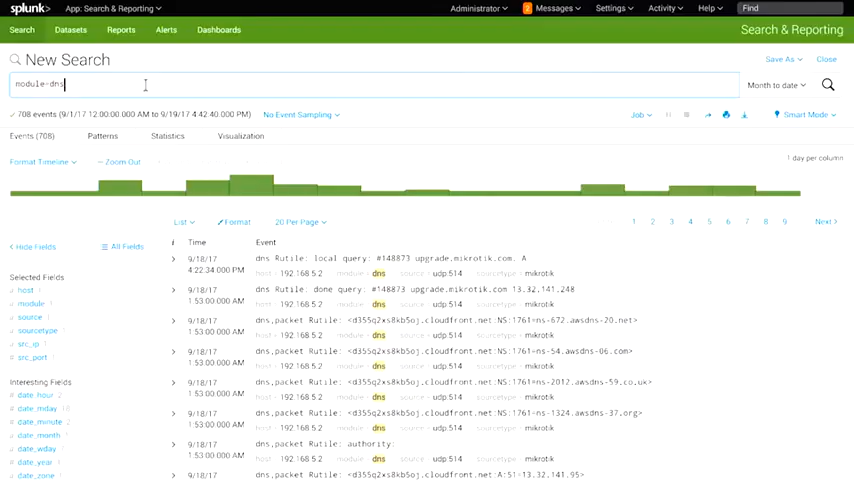 splunk> App: Search & Reporting Administrator 2 Messages Settings Activity Help Find
Search Datasets Reports Alerts Dashboards Search & Reporting
New Search Save As Close
module=dns Month to date
708 events (9/1/17 12:00:00.000 AM to 9/19/17 4:42:40.000 PM) No Event Sampling Job Smart Mode
Events (708) Patterns Statistics Visualization
Format Timeline – Zoom Out 1 day per column
List Format 20 Per Page 1 2 3 4 5 6 7 8 9 Next >
< Hide Fields All Fields
i Time Event
9/18/17 4:22:34.000 PM dns Rutile: local query: #148873 upgrade.mikrotik.com. A
host = 192.168.5.2 module = dns source = udp:514 sourcetype = mikrotik
9/18/17 1:53:00.000 AM dns Rutile: done query: #148873 upgrade.mikrotik.com 13.32.141.248
host = 192.168.5.2 module = dns source = udp:514 sourcetype = mikrotik
9/18/17 1:53:00.000 AM dns,packet Rutile: <d355q2xs8kb5oj.cloudfront.net:NS:1761=ns-672.awsdns-20.net>
host = 192.168.5.2 module = dns source = udp:514 sourcetype = mikrotik
9/18/17 1:53:00.000 AM dns,packet Rutile: <d355q2xs8kb5oj.cloudfront.net:NS:1761=ns-54.awsdns-06.com>
host = 192.168.5.2 module = dns source = udp:514 sourcetype = mikrotik
9/18/17 1:53:00.000 AM dns,packet Rutile: <d355q2xs8kb5oj.cloudfront.net:NS:1761=ns-2012.awsdns-59.co.uk>
host = 192.168.5.2 module = dns source = udp:514 sourcetype = mikrotik
9/18/17 1:53:00.000 AM dns,packet Rutile: <d355q2xs8kb5oj.cloudfront.net:NS:1761=ns-1324.awsdns-37.org>
host = 192.168.5.2 module = dns source = udp:514 sourcetype = mikrotik
9/18/17 1:53:00.000 AM dns,packet Rutile: authority:
host = 192.168.5.2 module = dns source = udp:514 sourcetype = mikrotik
9/18/17 dns,packet Rutile: <d355q2xs8kb5oj.cloudfront.net:A:51=13.32.141.95>
Selected Fields
host
module
source
sourcetype
src_ip
src_port
Interesting Fields
# date_hour 2
# date_mday
# date_minute 2
date_month
date_wday
# date_year
date_zone